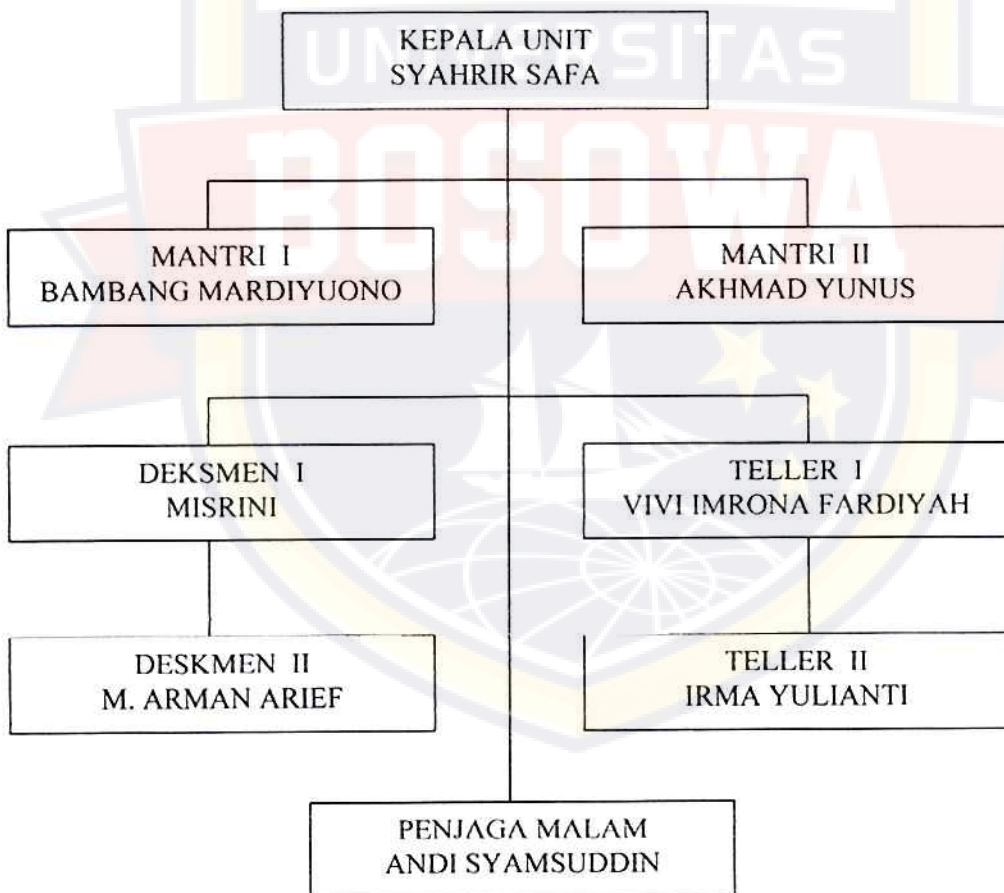 UNIVERSITAS
BOSOWA
KEPALA UNIT
SYAHRIR SAFA
MANTRI I
BAMBANG MARDIYUONO
MANTRI II
AKHMAD YUNUS
DEKSMEN I
MISRINI
TELLER I
VIVI IMRONA FARDIYAH
DESKMEN II
M. ARMAN ARIEF
TELLER II
IRMA YULIANTI
PENJAGA MALAM
ANDI SYAMSUDDIN